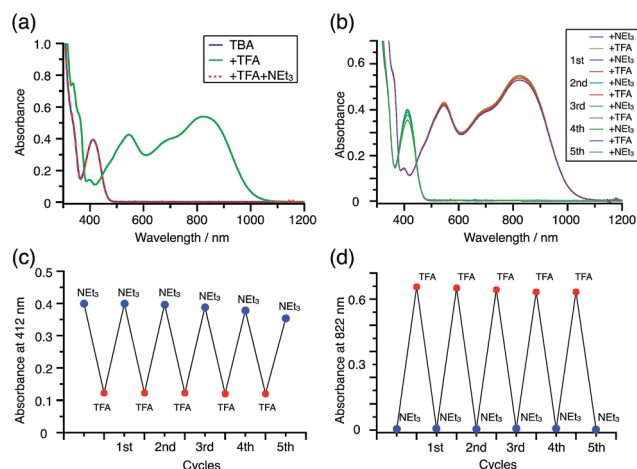 (a)
TBA
+TFA
+TFA+NEt3
1.0
0.8
0.6
0.4
0.2
0.0
Absorbance
400 600 800 1000 1200
Wavelength / nm
(b)
+NEt3
+TFA
1st +NEt3
+TFA
2nd +NEt3
+TFA
3rd +NEt3
+TFA
4th +NEt3
+TFA
5th +NEt3
0.8
0.6
0.4
0.2
0
Absorbance
400 600 800 1000 1200
Wavelength / nm
(c)
0.5
0.4
0.3
0.2
0.1
0
Absorbance at 412 nm
NEt3 NEt3 NEt3 NEt3 NEt3 NEt3
TFA TFA TFA TFA TFA
1st 2nd 3rd 4th 5th
Cycles
(d)
0.6
0.3
0
Absorbance at 822 nm
TFA TFA TFA TFA TFA
NEt3 NEt3 NEt3 NEt3 NEt3 NEt3
1st 2nd 3rd 4th 5th
Cycles